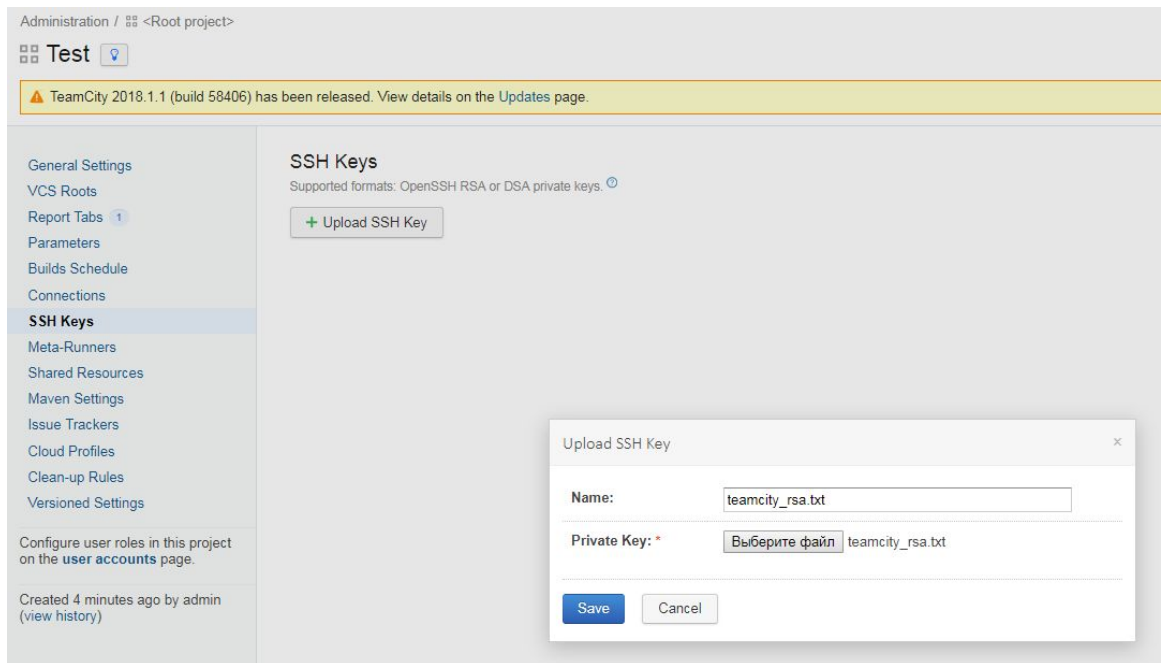 Administration / <Root project>
Test
TeamCity 2018.1.1 (build 58406) has been released. View details on the Updates page.
General Settings
VCS Roots
Report Tabs 1
Parameters
Builds Schedule
Connections
SSH Keys
Meta-Runners
Shared Resources
Maven Settings
Issue Trackers
Cloud Profiles
Clean-up Rules
Versioned Settings
Configure user roles in this project
on the user accounts page.
Created 4 minutes ago by admin
(view history)
SSH Keys
Supported formats: OpenSSH RSA or DSA private keys. ?
+ Upload SSH Key
Upload SSH Key ×
Name: teamcity_rsa.txt
Private Key: * Выберите файл teamcity_rsa.txt
Save Cancel